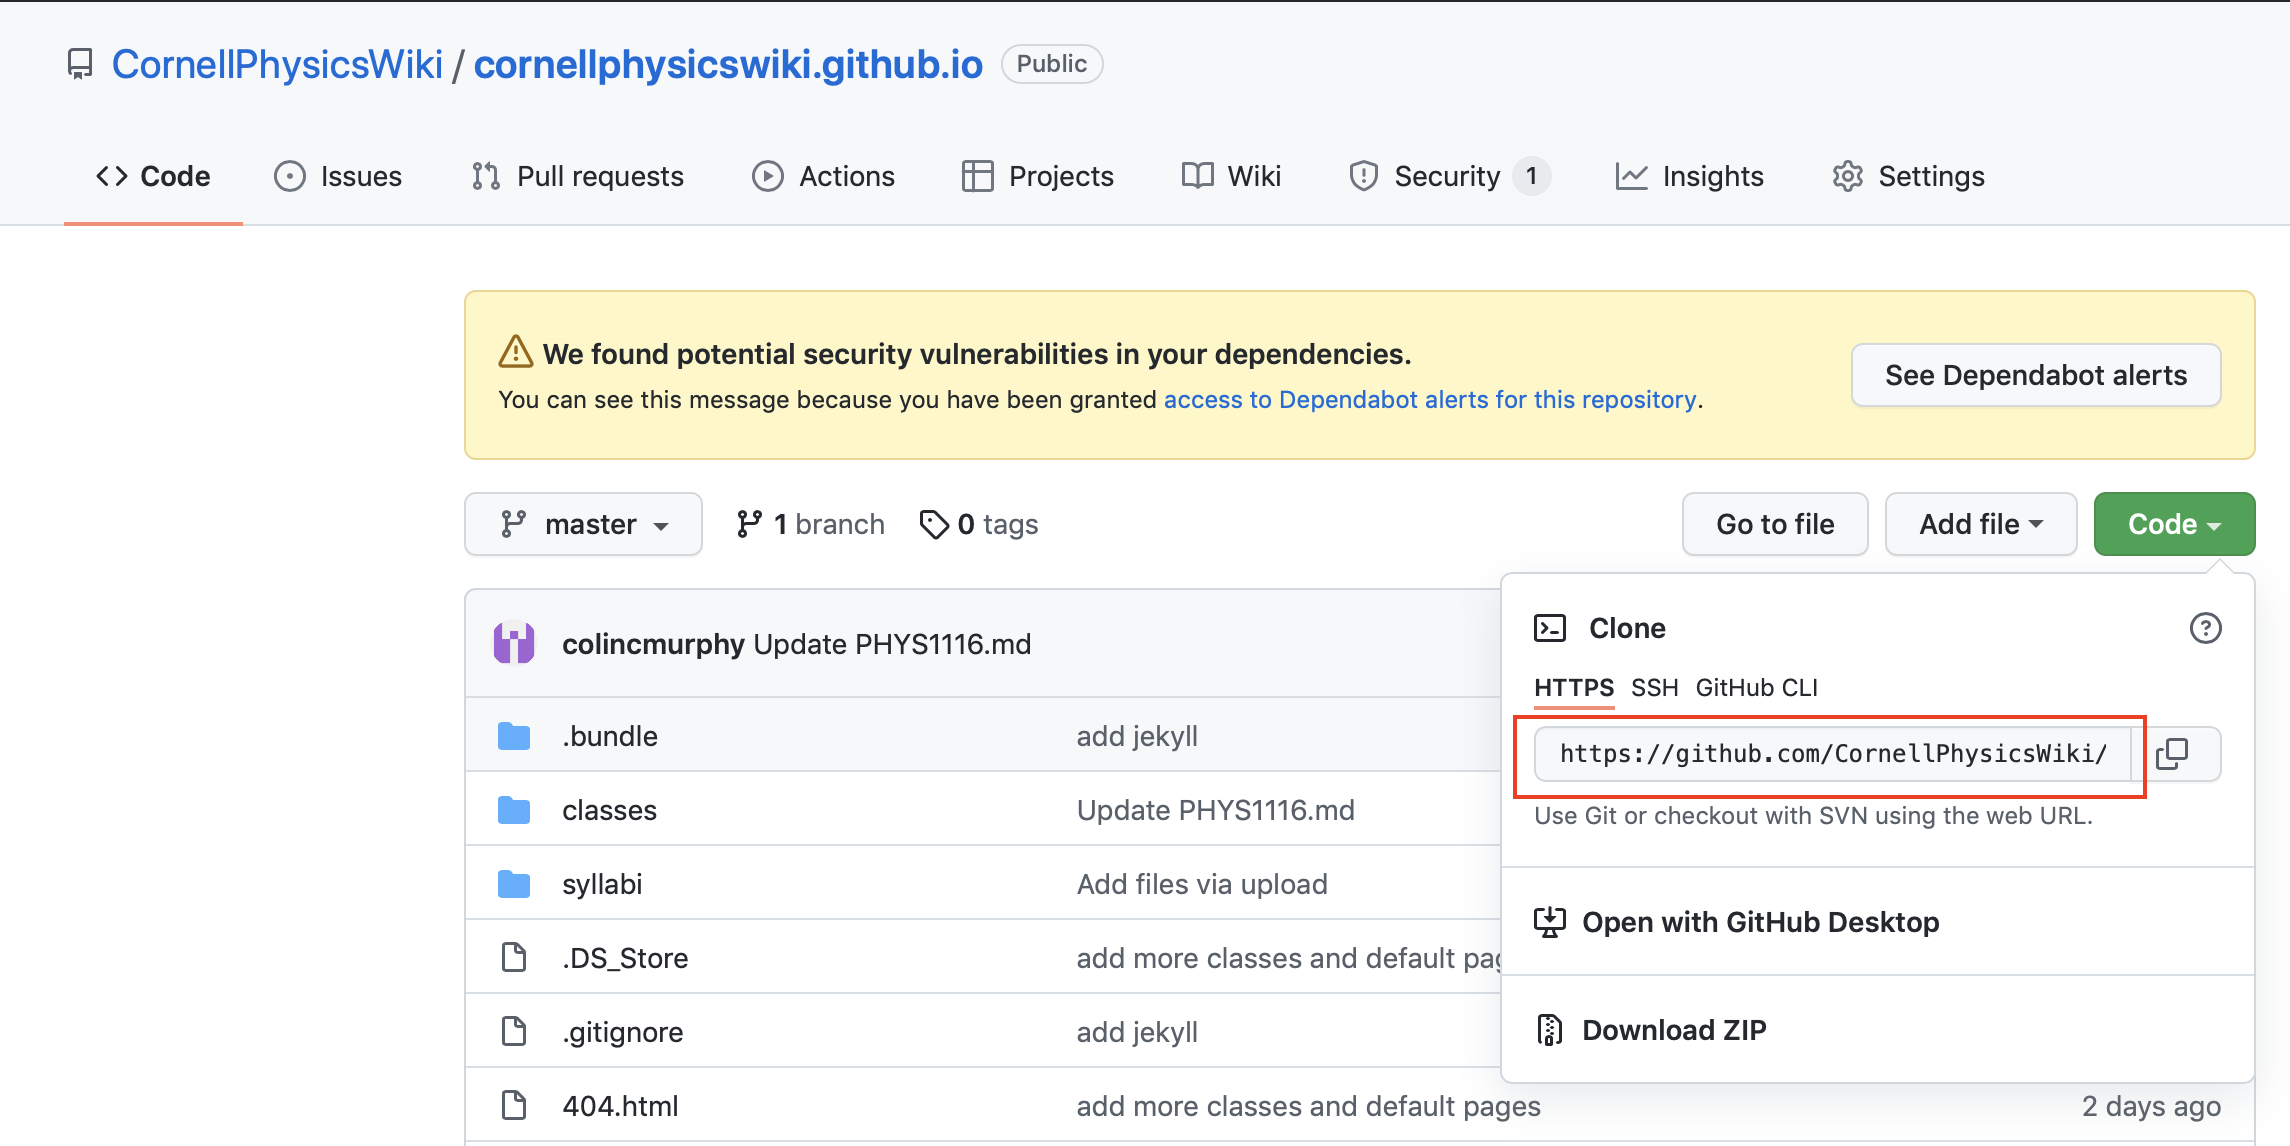 CornellPhysicsWiki / cornellphysicswiki.github.io Public
Code Issues Pull requests Actions Projects Wiki Security 1 Insights Settings
We found potential security vulnerabilities in your dependencies.
You can see this message because you have been granted access to Dependabot alerts for this repository.
See Dependabot alerts
master 1 branch 0 tags Go to file Add file Code
colincmurphy Update PHYS1116.md
.bundle add jekyll
classes Update PHYS1116.md
syllabi Add files via upload
.DS_Store add more classes and default
.gitignore add jekyll
404.html add more classes and default pages 2 days ago
Clone
HTTPS SSH GitHub CLI
https://github.com/CornellPhysicsWiki/
Use Git or checkout with SVN using the web URL.
Open with GitHub Desktop
Download ZIP